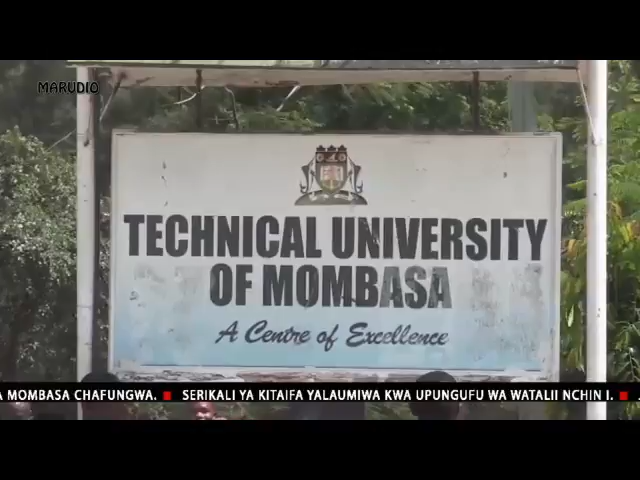 MARUDIO
TECHNICAL UNIVERSITY
OF MOMBASA
A Centre of Excellence
MOMBASA CHAFUNGWA. ■ SERIKALI YA KITAIFA YALAUMIWA KWA UPUNGUFU WA WATALII NCHIN I. ■